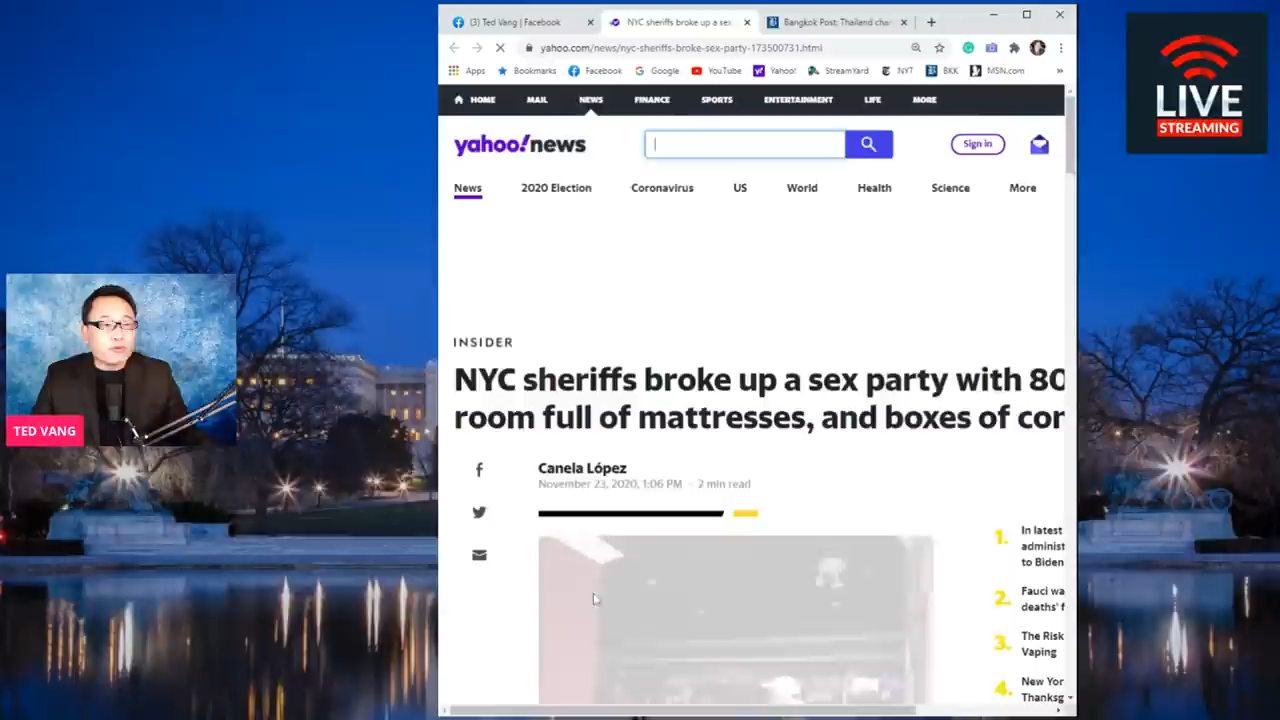 (3) Ted Vang | Facebook
NYC sheriffs broke up a sex
Bangkok Post: Thailand cha
yahoo.com/news/nyc-sheriffs-broke-sex-party-173500731.html
Apps Bookmarks Facebook Google YouTube Yahoo! StreamYard NYT BKK MSN.com
HOME MAIL NEWS FINANCE SPORTS ENTERTAINMENT LIFE MORE
yahoo!news
Sign in
News 2020 Election Coronavirus US World Health Science More
INSIDER
NYC sheriffs broke up a sex party with 80
room full of mattresses, and boxes of con
Canela López
November 23, 2020, 1:06 PM · 2 min read
1. In latest
administ
to Biden
2. Fauci wa
deaths' f
3. The Risk
Vaping
4. New Yor
Thanksg
TED VANG
LIVE
STREAMING